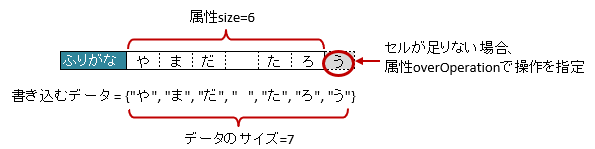 属性size=6
ふりがな や ま だ た ろ う
セルが足りない場合、
属性overOperationで操作を指定
書き込むデータ = {"や", "ま", "だ", " ", "た", "ろ", "う"}
データのサイズ=7